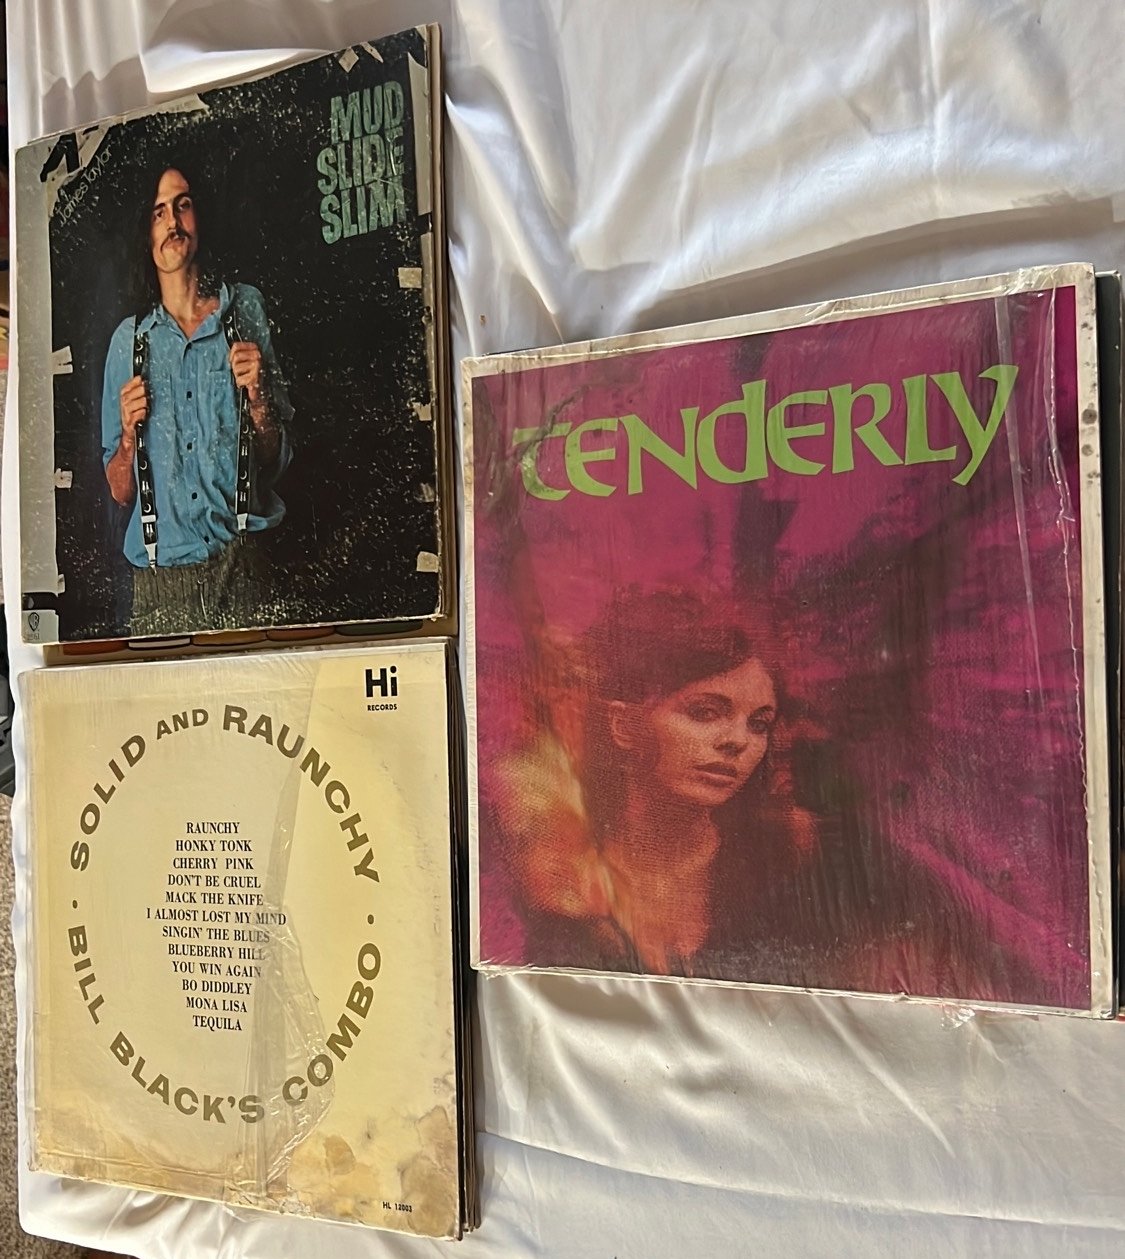 James Taylor
MUD
SLIDE
SLIM
TENDERLY
Hi
RECORDS
SOLID AND RAUNCHY
RAUNCHY
HONKY TONK
CHERRY PINK
DON'T BE CRUEL
MACK THE KNIFE
I ALMOST LOST MY MIND
SINGIN' THE BLUES
BLUEBERRY HILL
YOU WIN AGAIN
BO DIDDLEY
MONA LISA
TEQUILA
BILL BLACK'S COMBO
HL 12003